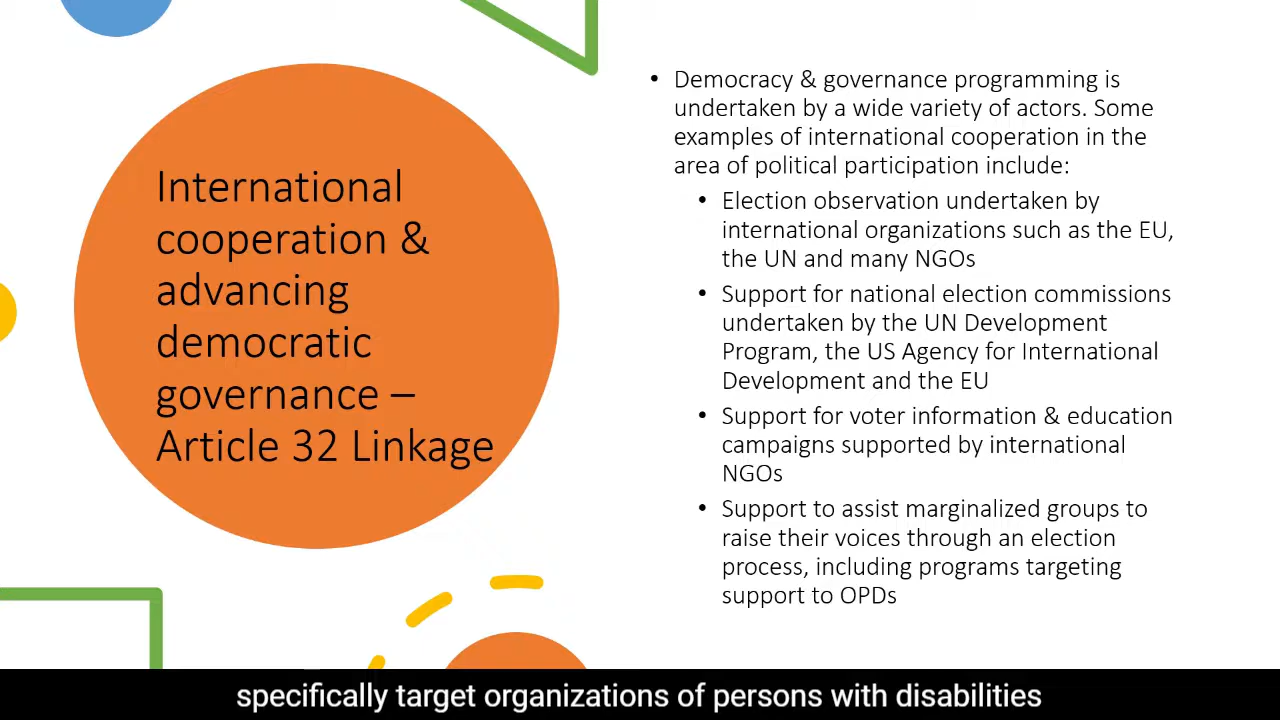 International
cooperation &
advancing
democratic
governance –
Article 32 Linkage
• Democracy & governance programming is
undertaken by a wide variety of actors. Some
examples of international cooperation in the
area of political participation include:
• Election observation undertaken by
international organizations such as the EU,
the UN and many NGOs
• Support for national election commissions
undertaken by the UN Development
Program, the US Agency for International
Development and the EU
• Support for voter information & education
campaigns supported by international
NGOs
• Support to assist marginalized groups to
raise their voices through an election
process, including programs targeting
support to OPDs
specifically target organizations of persons with disabilities